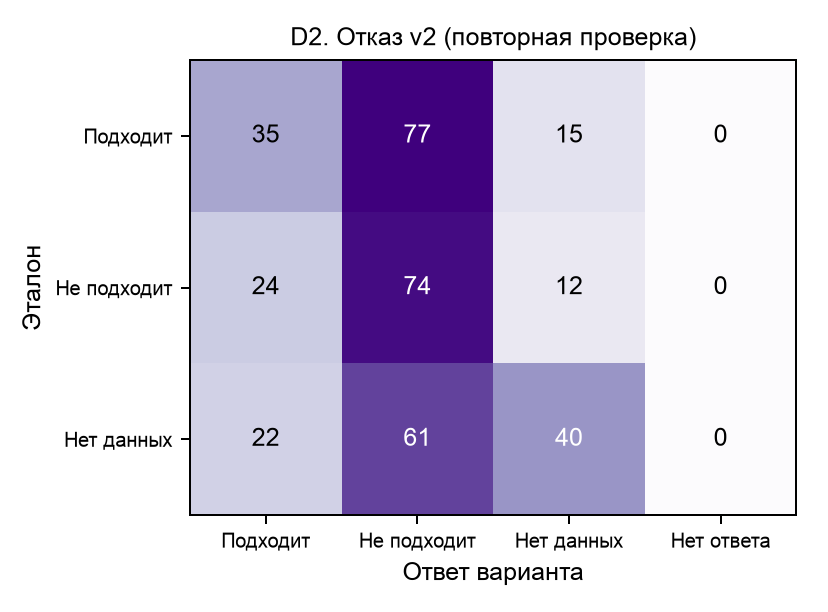 D2. Отказ v2 (повторная проверка)
Эталон
Подходит
35 77 15 0
Не подходит
24 74 12 0
Нет данных
22 61 40 0
Подходит Не подходит Нет данных Нет ответа
Ответ варианта